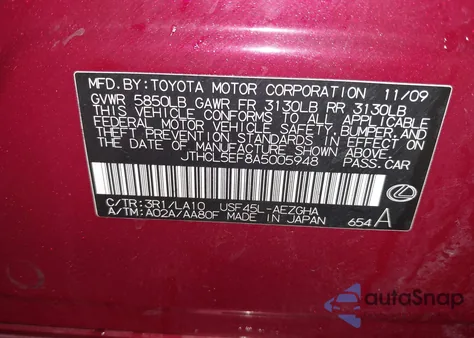 MFD. BY: TOYOTA MOTOR CORPORATION 11/09
GVWR 5850LB GAWR FR 3130LB RR 3130LB
THIS VEHICLE CONFORMS TO ALL APPLICABLE
FEDERAL MOTOR VEHICLE SAFETY, BUMPER, AND
THEFT PREVENTION STANDARDS IN EFFECT ON
THE DATE OF MANUFACTURE SHOWN ABOVE.
JTHCL5EF8A5005948 PASS. CAR
C/TR: 3R1/LA10 USF45L-AEZGHA
A/TM: A02A/AA80F MADE IN JAPAN 654 A
autoSnap